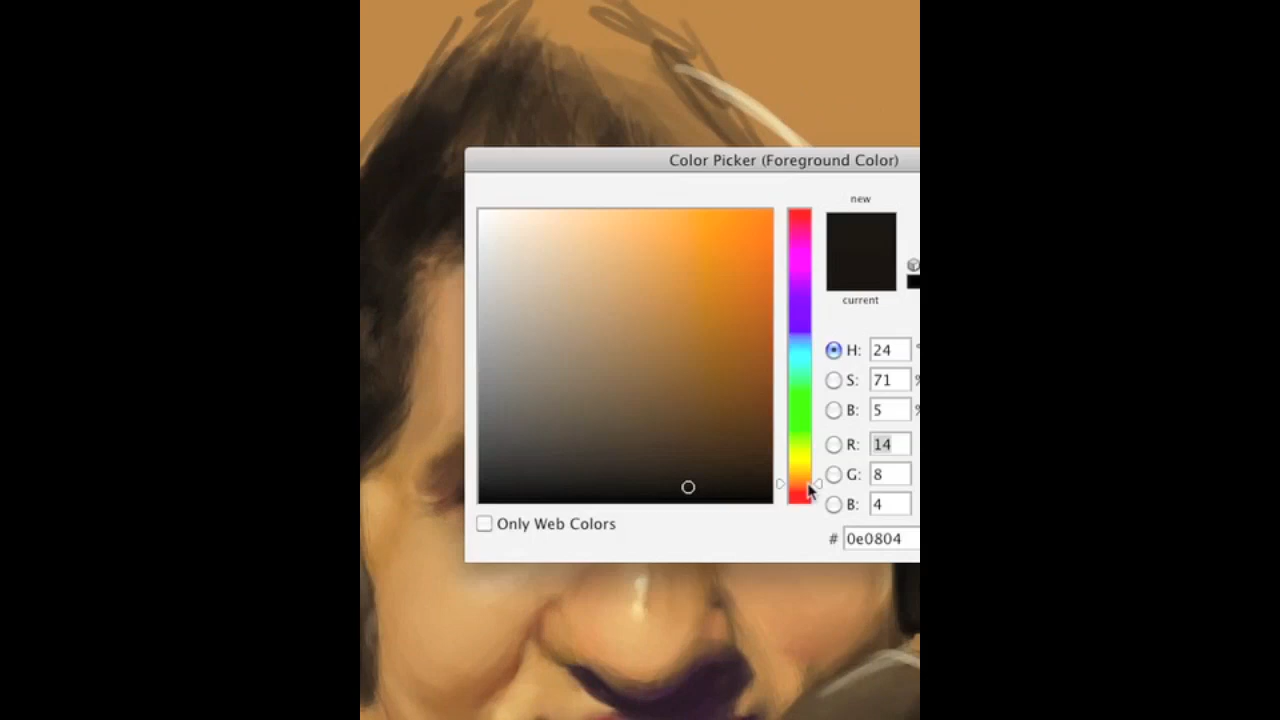 Color Picker (Foreground Color)
new
current
H: 24 °
S: 71 %
B: 5 %
R: 14
G: 8
B: 4
# 0e0804
Only Web Colors